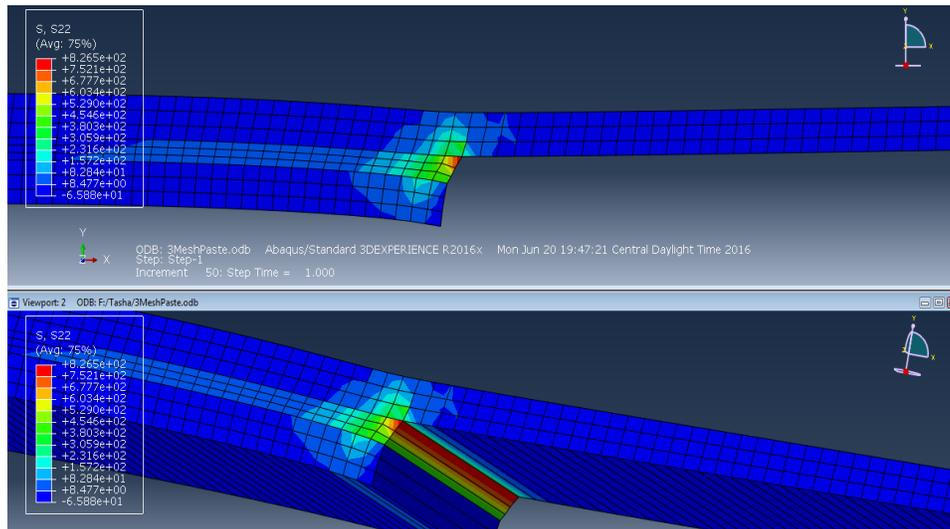 S, S22
(Avg: 75%)
+8.265e+02
+7.521e+02
+6.777e+02
+6.034e+02
+5.290e+02
+4.546e+02
+3.803e+02
+3.059e+02
+2.316e+02
+1.572e+02
+8.284e+01
+8.477e+00
-6.588e+01
Y
X
Y
X
ODB: 3MeshPaste.odb Abaqus/Standard 3DEXPERIENCE R2016x Mon Jun 20 19:47:21 Central Daylight Time 2016
Step: Step-1
Increment 50: Step Time = 1.000
Viewport: 2 ODB: F:/Tasha/3MeshPaste.odb
S, S22
(Avg: 75%)
+8.265e+02
+7.521e+02
+6.777e+02
+6.034e+02
+5.290e+02
+4.546e+02
+3.803e+02
+3.059e+02
+2.316e+02
+1.572e+02
+8.284e+01
+8.477e+00
-6.588e+01
Y
X